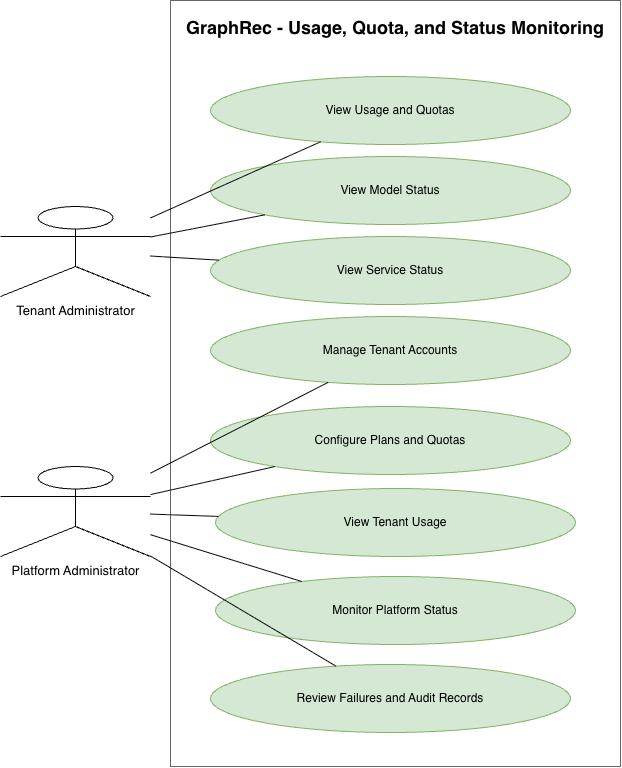 GraphRec - Usage, Quota, and Status Monitoring
View Usage and Quotas
View Model Status
View Service Status
Tenant Administrator
Manage Tenant Accounts
Configure Plans and Quotas
View Tenant Usage
Platform Administrator
Monitor Platform Status
Review Failures and Audit Records